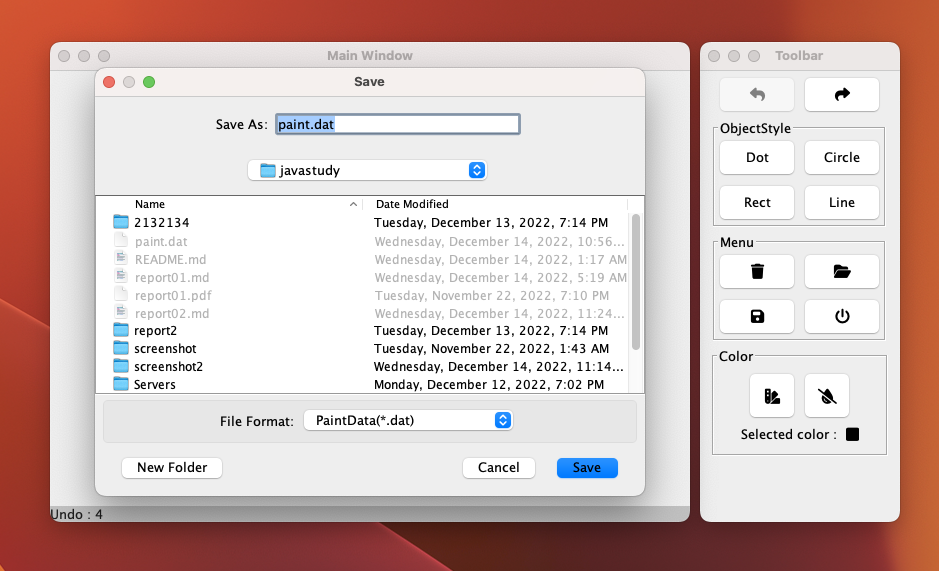 Main Window
Toolbar
Save
Save As: paint.dat
javastudy
Name Date Modified
2132134 Tuesday, December 13, 2022, 7:14 PM
paint.dat Wednesday, December 14, 2022, 10:56...
README.md Wednesday, December 14, 2022, 1:17 AM
report01.md Wednesday, December 14, 2022, 5:19 AM
report01.pdf Tuesday, November 22, 2022, 7:10 PM
report02.md Wednesday, December 14, 2022, 11:24...
report2 Tuesday, December 13, 2022, 7:14 PM
screenshot Tuesday, November 22, 2022, 1:43 AM
screenshot2 Wednesday, December 14, 2022, 11:14...
Servers Monday, December 12, 2022, 7:02 PM
File Format: PaintData(*.dat)
New Folder Cancel Save
Undo : 4
ObjectStyle
Dot Circle
Rect Line
Menu
Color
Selected color :